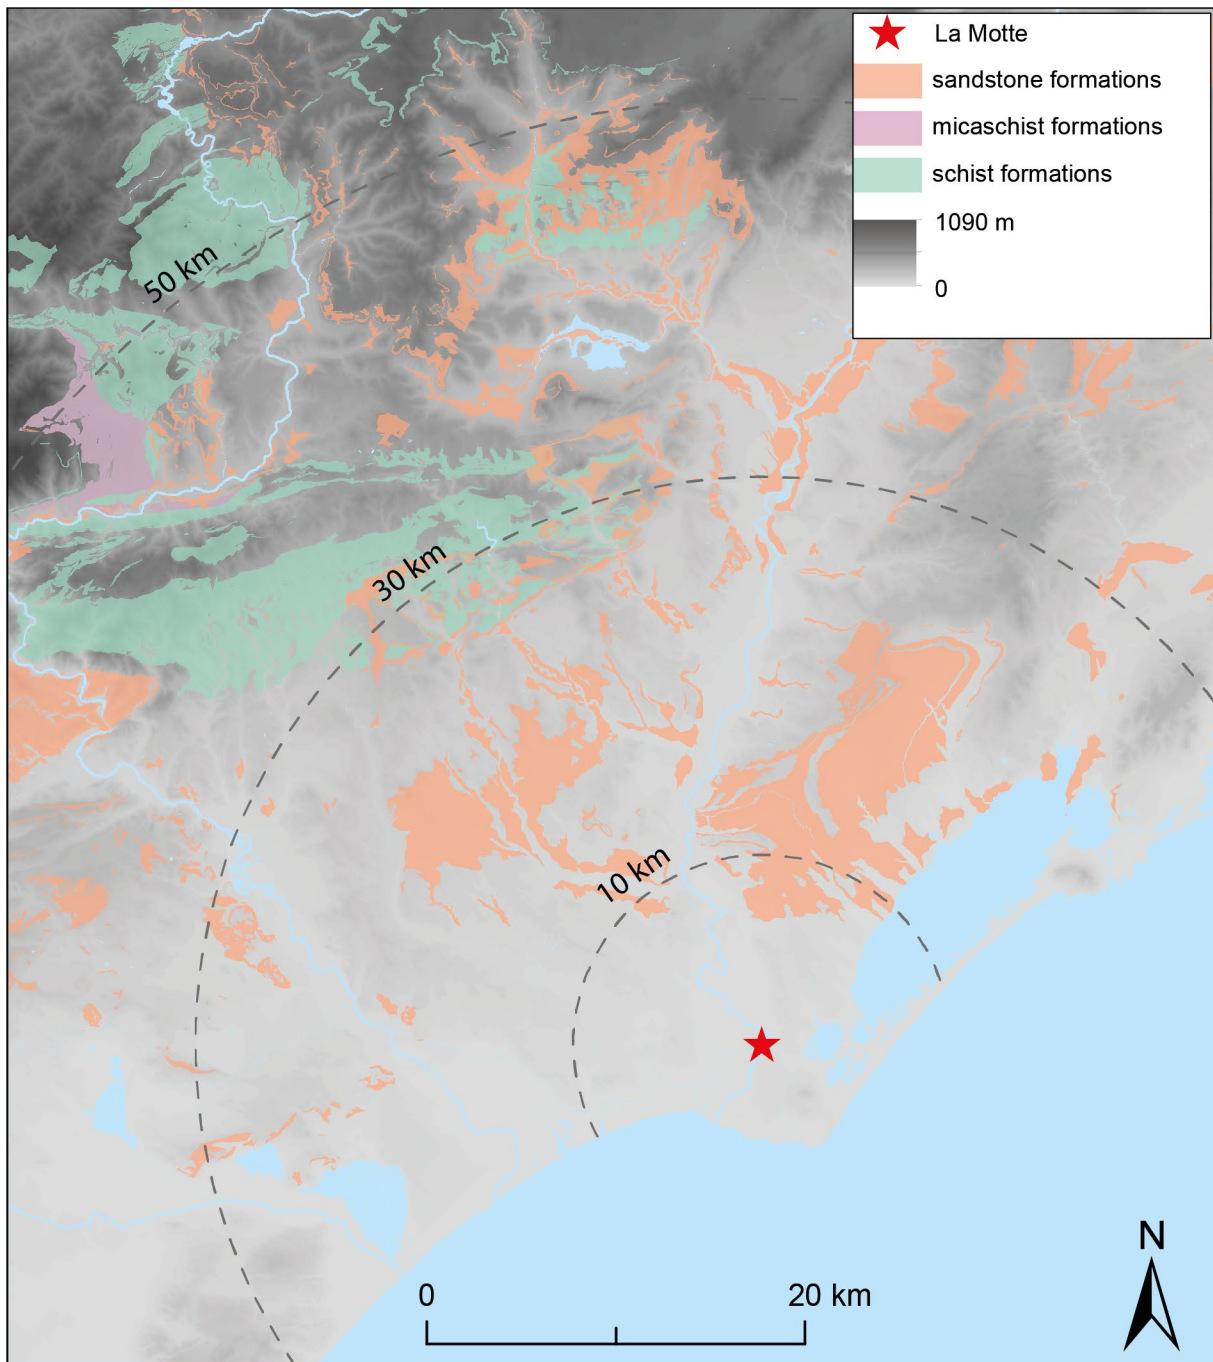 La Motte
sandstone formations
micaschist formations
schist formations
1090 m
0
50 km
30 km
10 km
N
0 20 km